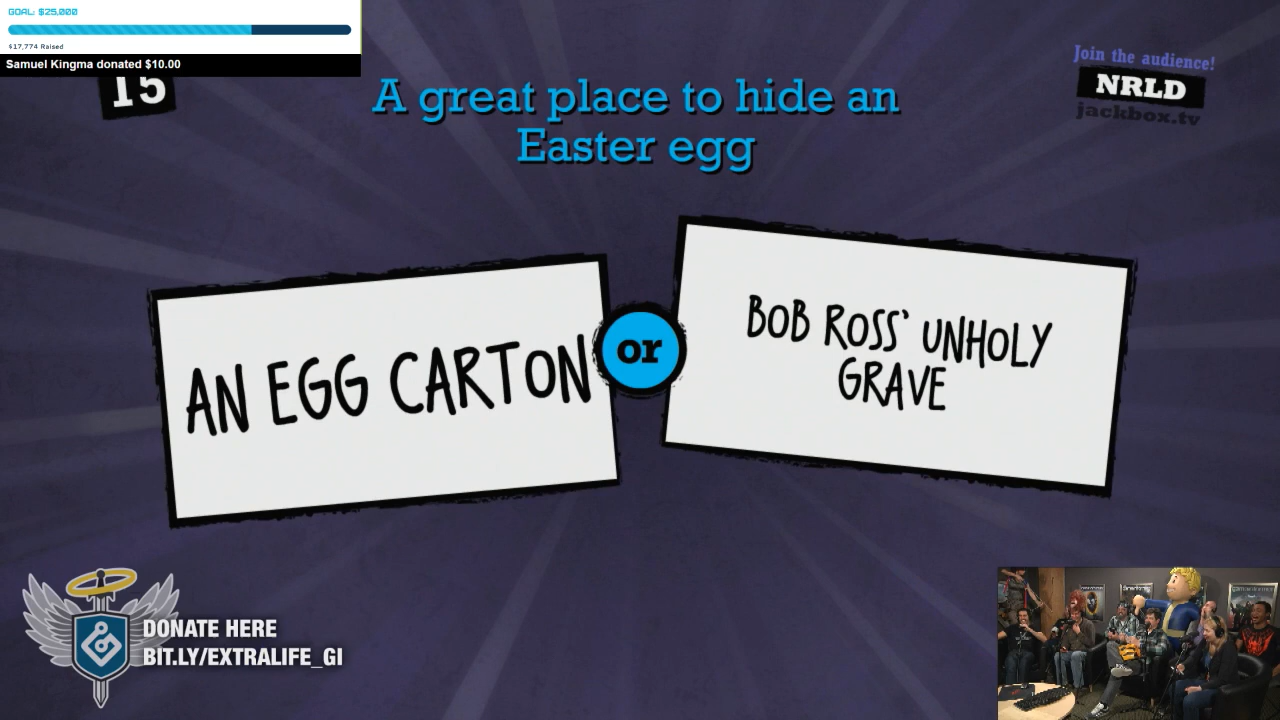 GOAL: $25,000
$17,774 Raised
Samuel Kingma donated $10.00
15
A great place to hide an
Easter egg
Join the audience!
NRLD
jackbox.tv
AN EGG CARTON
or
BOB ROSS' UNHOLY
GRAVE
DONATE HERE
BIT.LY/EXTRALIFE_GI